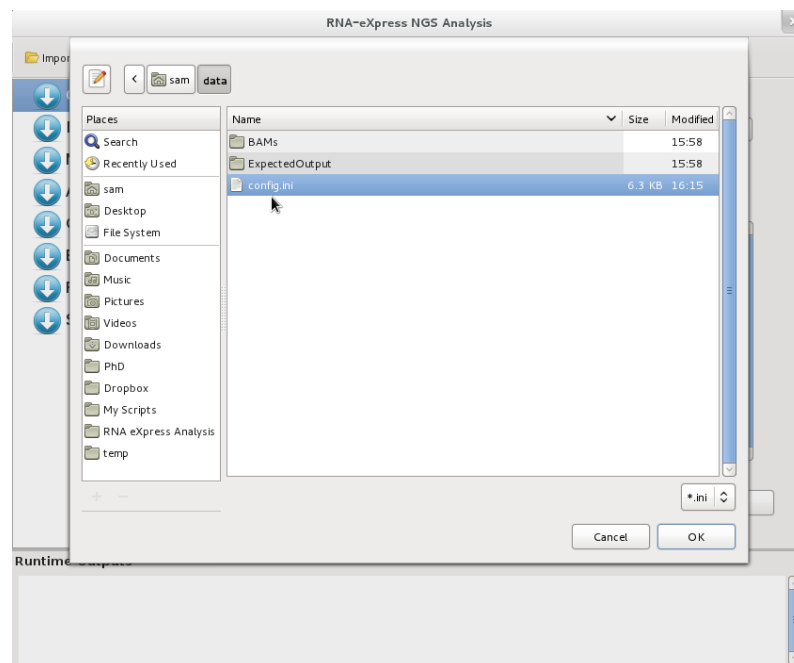 RNA-eXpress NGS Analysis
Impor
sam data
Places
Search
Recently Used
sam
Desktop
File System
Documents
Music
Pictures
Videos
Downloads
PhD
Dropbox
My Scripts
RNA eXpress Analysis
temp
Name Size Modified
BAMs 15:58
ExpectedOutput 15:58
config.ini 6.3 KB 16:15
*.ini
Cancel OK
Runtime